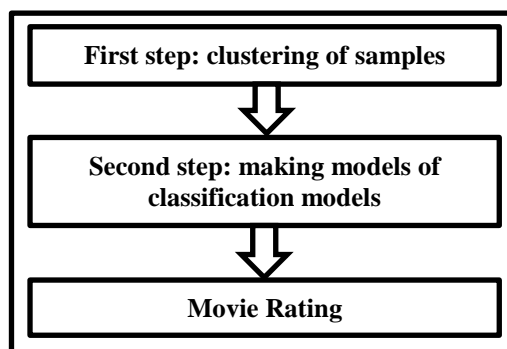 First step: clustering of samples
Second step: making models of
classification models
Movie Rating